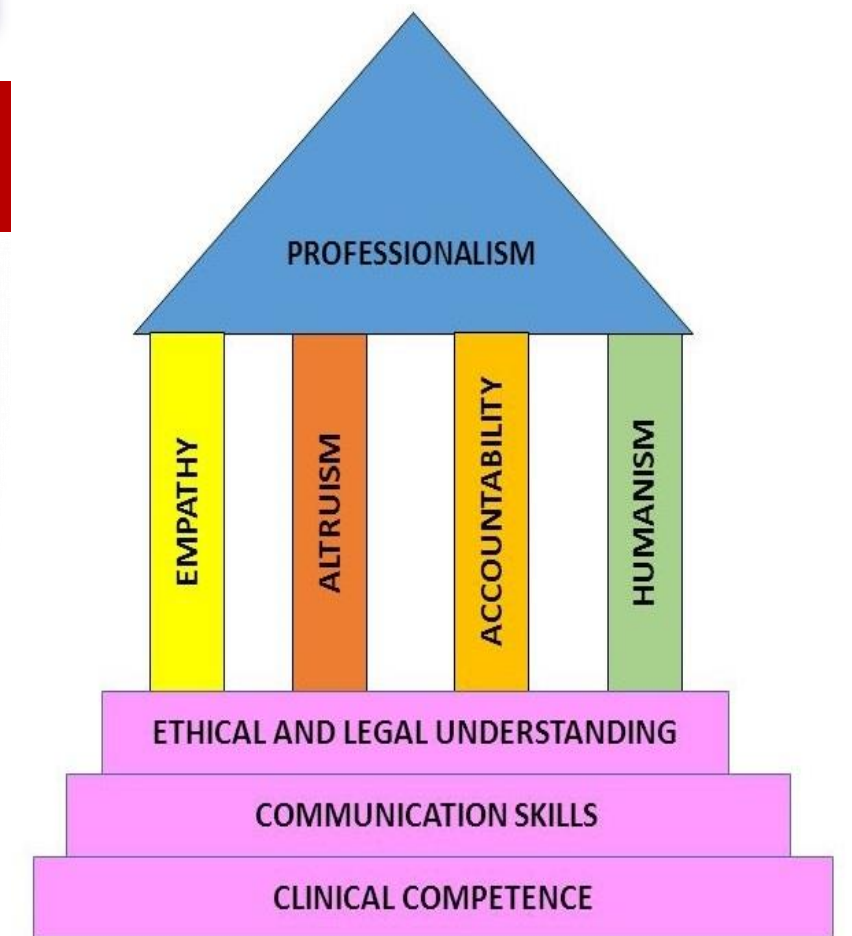 PROFESSIONALISM
EMPATHY
ALTRUISM
ACCOUNTABILITY
HUMANISM
ETHICAL AND LEGAL UNDERSTANDING
COMMUNICATION SKILLS
CLINICAL COMPETENCE